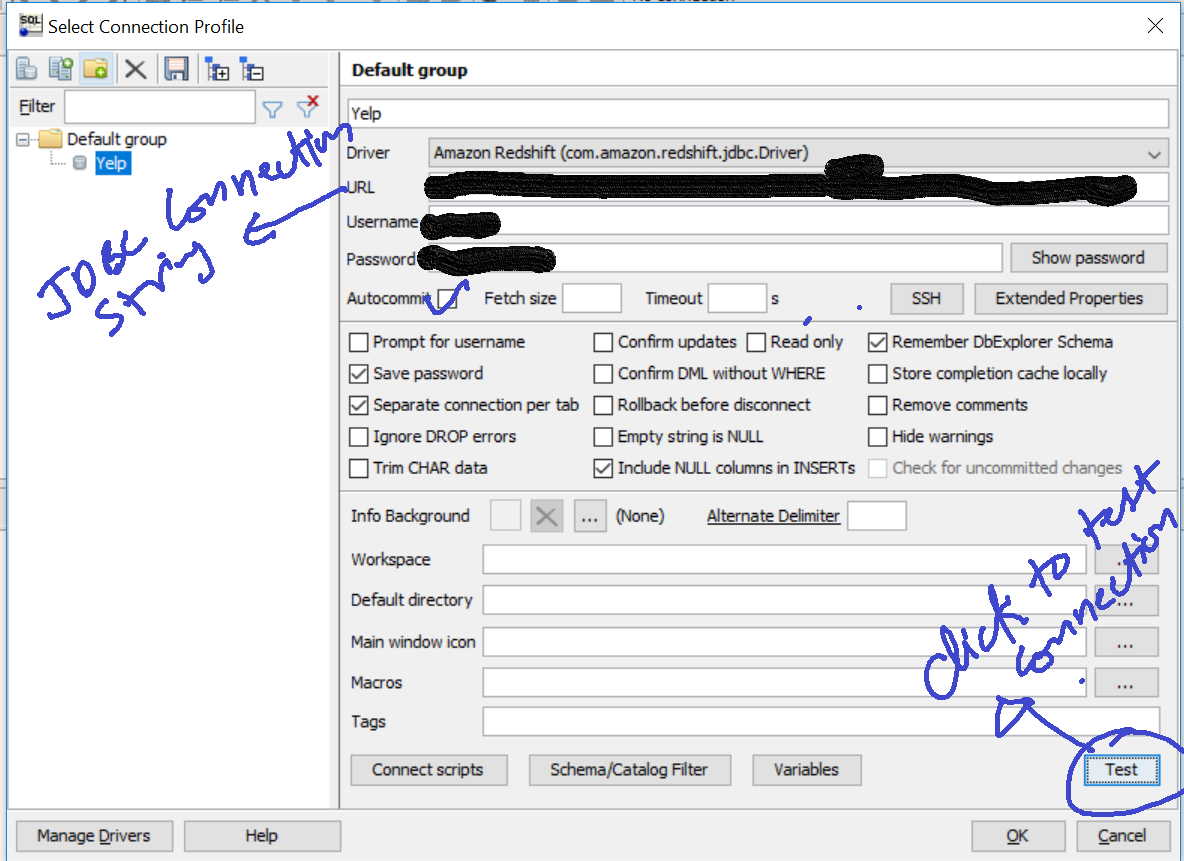 No connection
SQL
Select Connection Profile
Default group
Filter
Yelp
Default group
Yelp
Driver
Amazon Redshift (com.amazon.redshift.jdbc.Driver)
URL
JDBC Connection
String
Username
Password
Show password
Autocommit
Fetch size
Timeout
s
SSH
Extended Properties
Prompt for username
Confirm updates
Read only
Remember DbExplorer Schema
Save password
Confirm DML without WHERE
Store completion cache locally
Separate connection per tab
Rollback before disconnect
Remove comments
Ignore DROP errors
Empty string is NULL
Hide warnings
Trim CHAR data
Include NULL columns in INSERTs
Check for uncommitted changes
Info Background
...
(None)
Alternate Delimiter
Workspace
...
Default directory
...
Main window icon
...
Macros
...
Tags
click to test
connection
Connect scripts
Schema/Catalog Filter
Variables
Test
Manage Drivers
Help
OK
Cancel